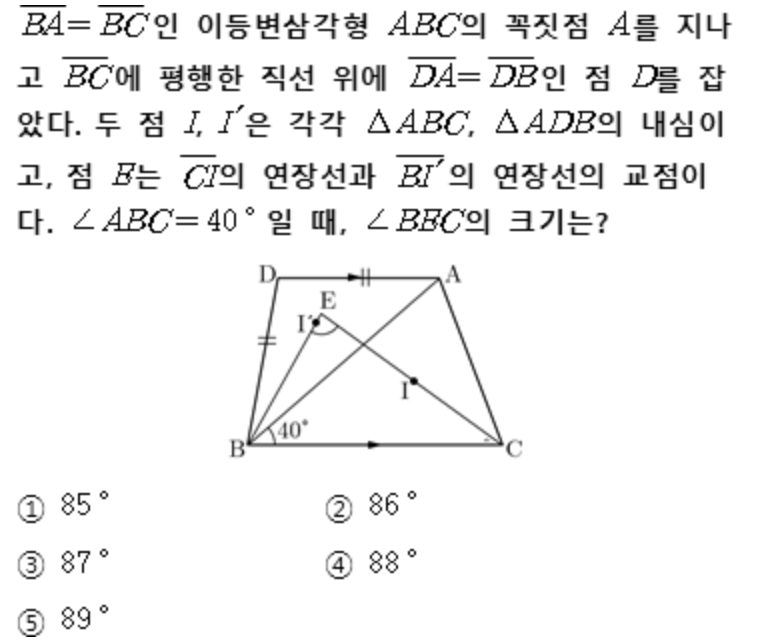 BA=BC인 이등변삼각형 ABC의 꼭짓점 A를 지나
고 BC에 평행한 직선 위에 DA=DB인 점 D를 잡
았다. 두 점 I, I′은 각각 △ABC, △ADB의 내심이
고, 점 E는 CI의 연장선과 BI′의 연장선의 교점이
다. ∠ABC=40°일 때, ∠BEC의 크기는?
D A
E
I′
I
40°
B C
① 85° ② 86°
③ 87° ④ 88°
⑤ 89°